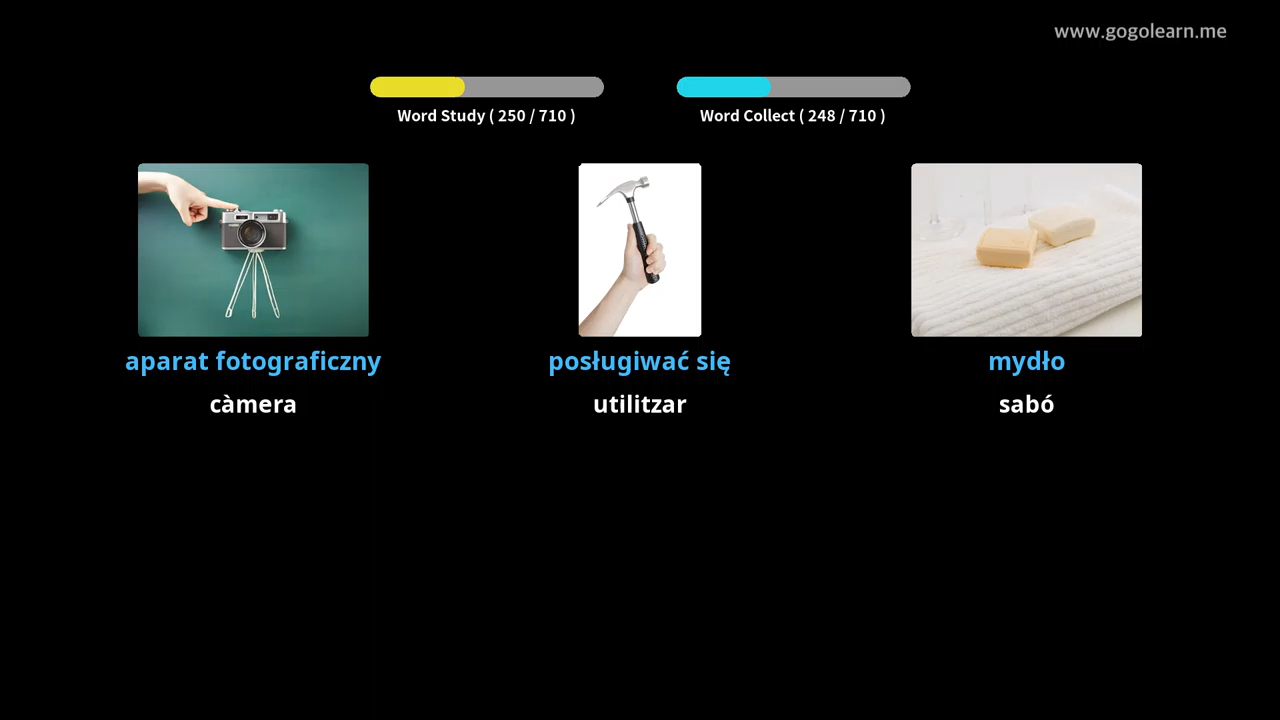 www.gogolearn.me
Word Study ( 250 / 710 )
Word Collect ( 248 / 710 )
aparat fotograficzny
posługiwać się
mydło
càmera
utilitzar
sabó